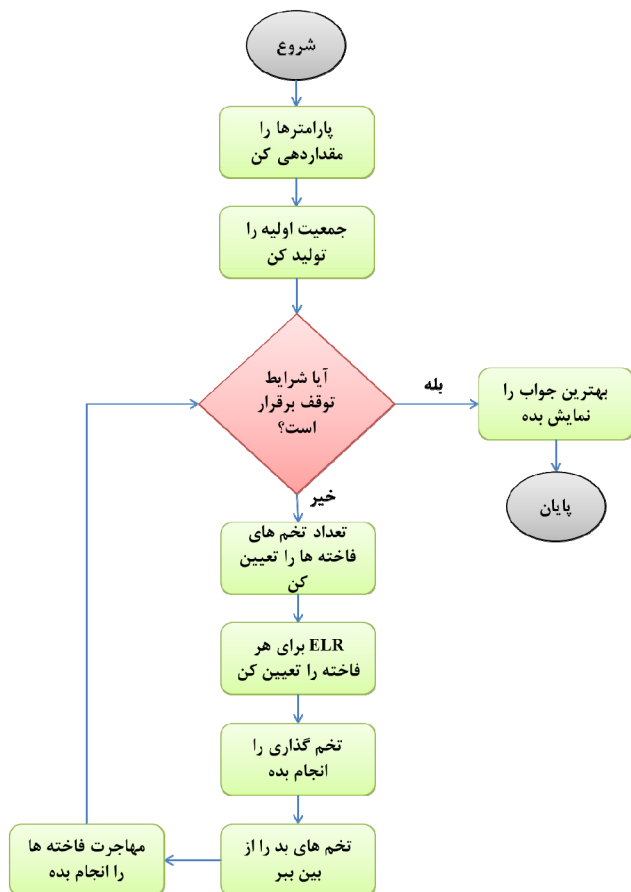 شروع
پارامترها را
مقداردهی کن
جمعیت اولیه را
تولید کن
آیا شرایط
توقف برقرار
است؟
بله
بهترین جواب را
نمایش بده
پایان
خیر
تعداد تخم های
فاخته ها را تعیین
کن
ELR برای هر
فاخته را تعیین کن
تخم گذاری را
انجام بده
تخم های بد را از
بین ببر
مهاجرت فاخته ها
را انجام بده